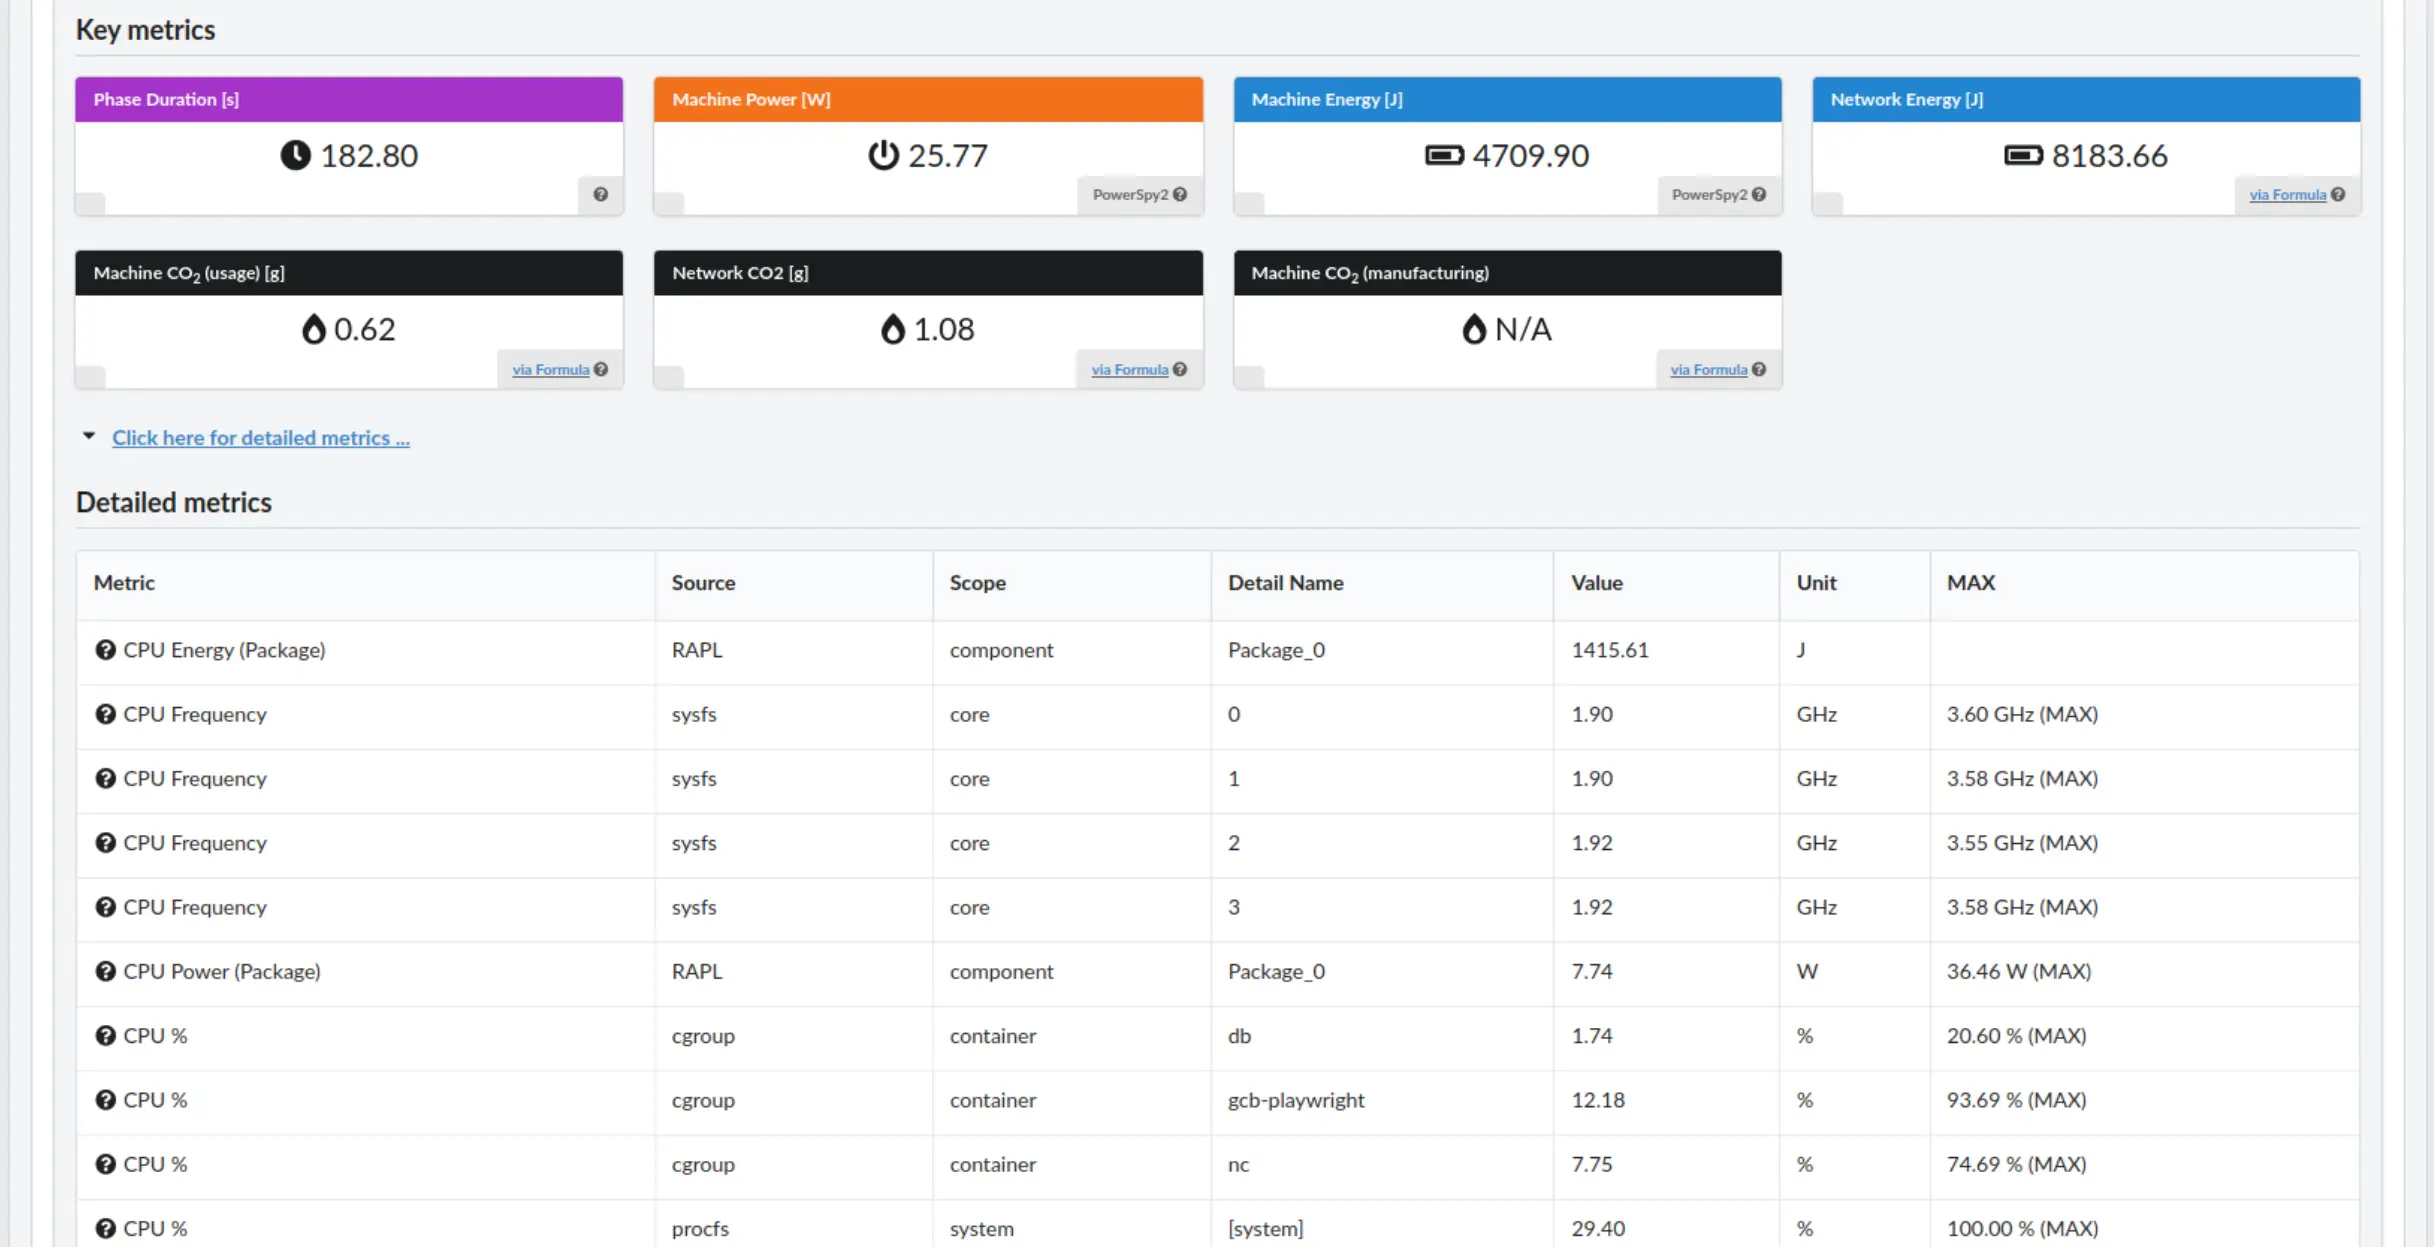 Key metrics
Phase Duration [s]
182.80
Machine Power [W]
25.77
PowerSpy2
Machine Energy [J]
4709.90
PowerSpy2
Network Energy [J]
8183.66
via Formula
Machine CO2 (usage) [g]
0.62
via Formula
Network CO2 [g]
1.08
via Formula
Machine CO2 (manufacturing)
N/A
via Formula
Click here for detailed metrics ...
Detailed metrics
Metric Source Scope Detail Name Value Unit MAX
CPU Energy (Package) RAPL component Package_0 1415.61 J
CPU Frequency sysfs core 0 1.90 GHz 3.60 GHz (MAX)
CPU Frequency sysfs core 1 1.90 GHz 3.58 GHz (MAX)
CPU Frequency sysfs core 2 1.92 GHz 3.55 GHz (MAX)
CPU Frequency sysfs core 3 1.92 GHz 3.58 GHz (MAX)
CPU Power (Package) RAPL component Package_0 7.74 W 36.46 W (MAX)
CPU % cgroup container db 1.74 % 20.60 % (MAX)
CPU % cgroup container gcb-playwright 12.18 % 93.69 % (MAX)
CPU % cgroup container nc 7.75 % 74.69 % (MAX)
CPU % procfs system [system] 29.40 % 100.00 % (MAX)